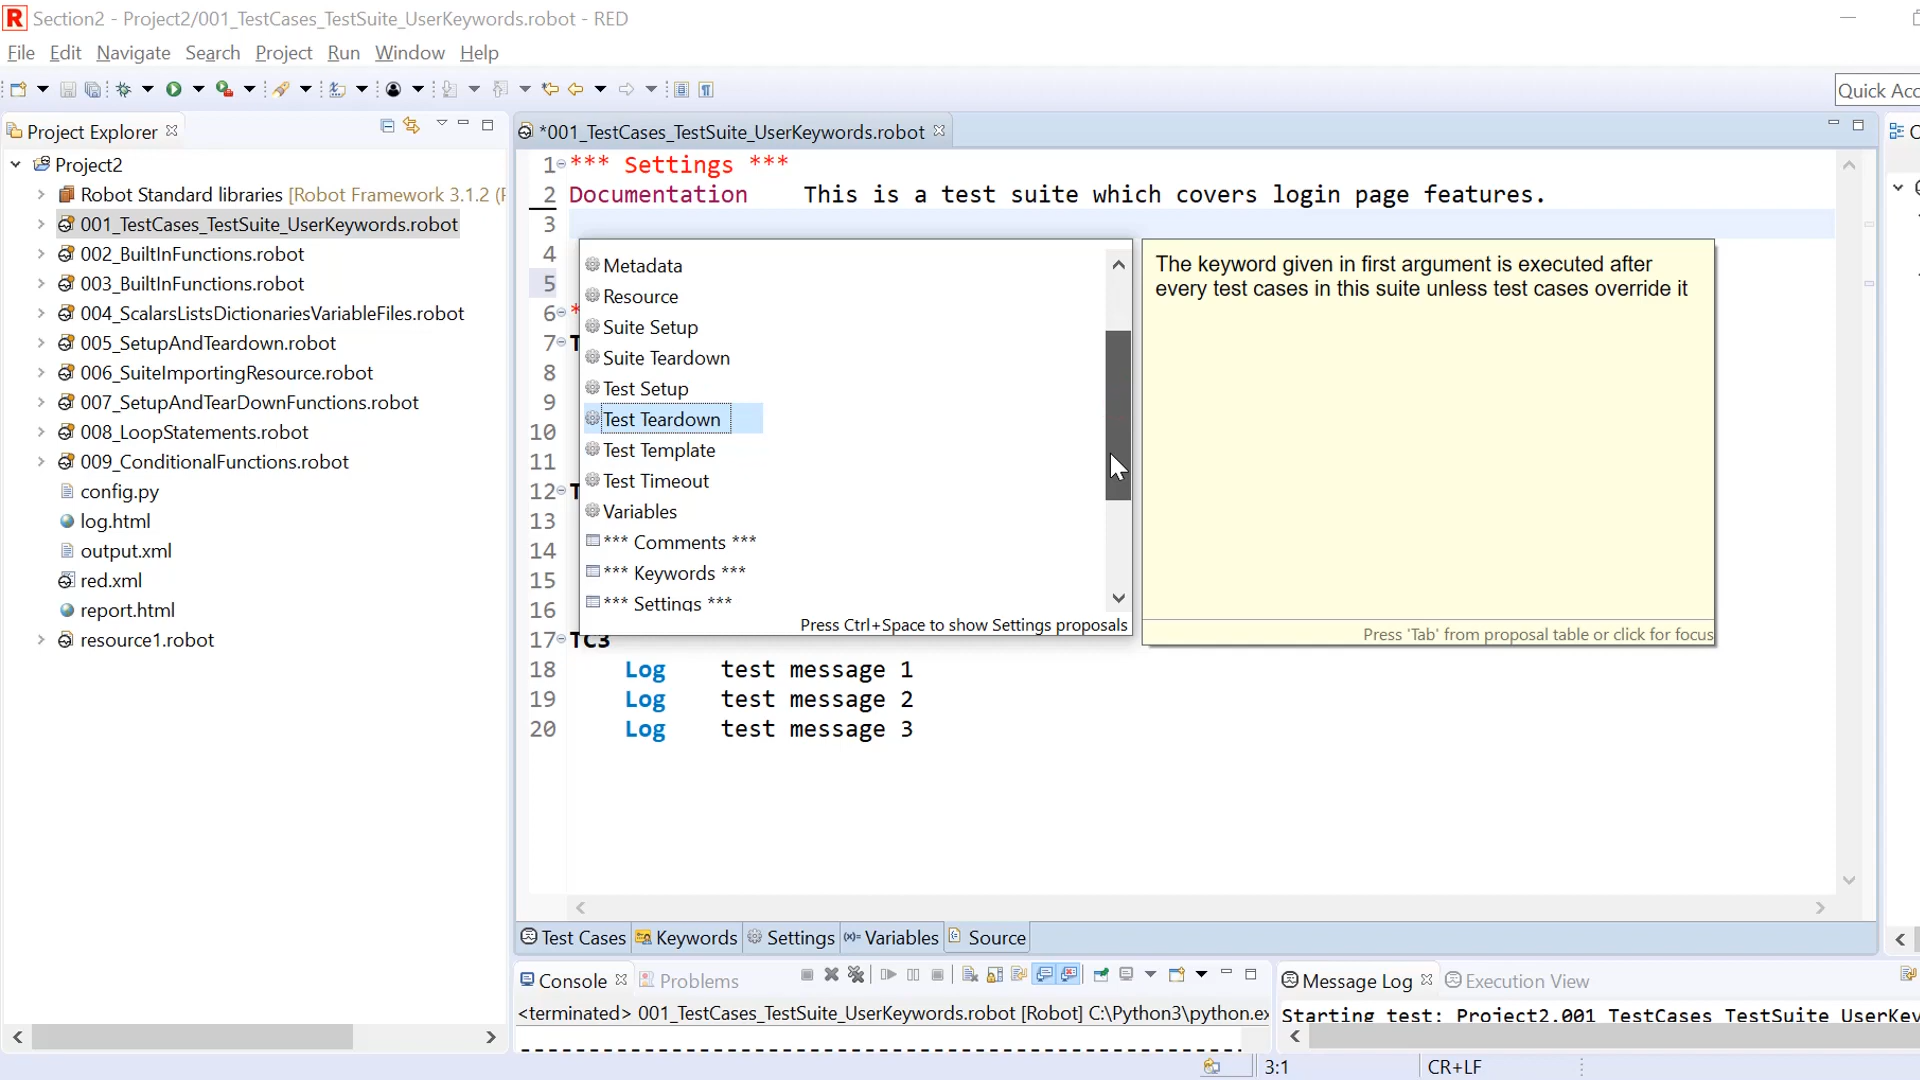 Section2 - Project2/001_TestCases_TestSuite_UserKeywords.robot - RED
File Edit Navigate Search Project Run Window Help
Quick Acc
Project Explorer
Project2
Robot Standard libraries [Robot Framework 3.1.2 (F
001_TestCases_TestSuite_UserKeywords.robot
002_BuiltInFunctions.robot
003_BuiltInFunctions.robot
004_ScalarsListsDictionariesVariableFiles.robot
005_SetupAndTeardown.robot
006_SuiteImportingResource.robot
007_SetupAndTearDownFunctions.robot
008_LoopStatements.robot
009_ConditionalFunctions.robot
config.py
log.html
output.xml
red.xml
report.html
resource1.robot
*001_TestCases_TestSuite_UserKeywords.robot
1 *** Settings ***
2 Documentation    This is a test suite which covers login page features.
3
4
5
6 *
7 T
8
9
10
11
12 T
13
14
15
16
17 TC3
18 Log    test message 1
19 Log    test message 2
20 Log    test message 3
Metadata
Resource
Suite Setup
Suite Teardown
Test Setup
Test Teardown
Test Template
Test Timeout
Variables
*** Comments ***
*** Keywords ***
*** Settings ***
Press Ctrl+Space to show Settings proposals
The keyword given in first argument is executed after
every test cases in this suite unless test cases override it
Press 'Tab' from proposal table or click for focus
Test Cases Keywords Settings Variables Source
Console Problems
<terminated> 001_TestCases_TestSuite_UserKeywords.robot [Robot] C:\Python3\python.ex
Message Log Execution View
Starting test: Project2.001 TestCases TestSuite UserKey
3:1 CR+LF